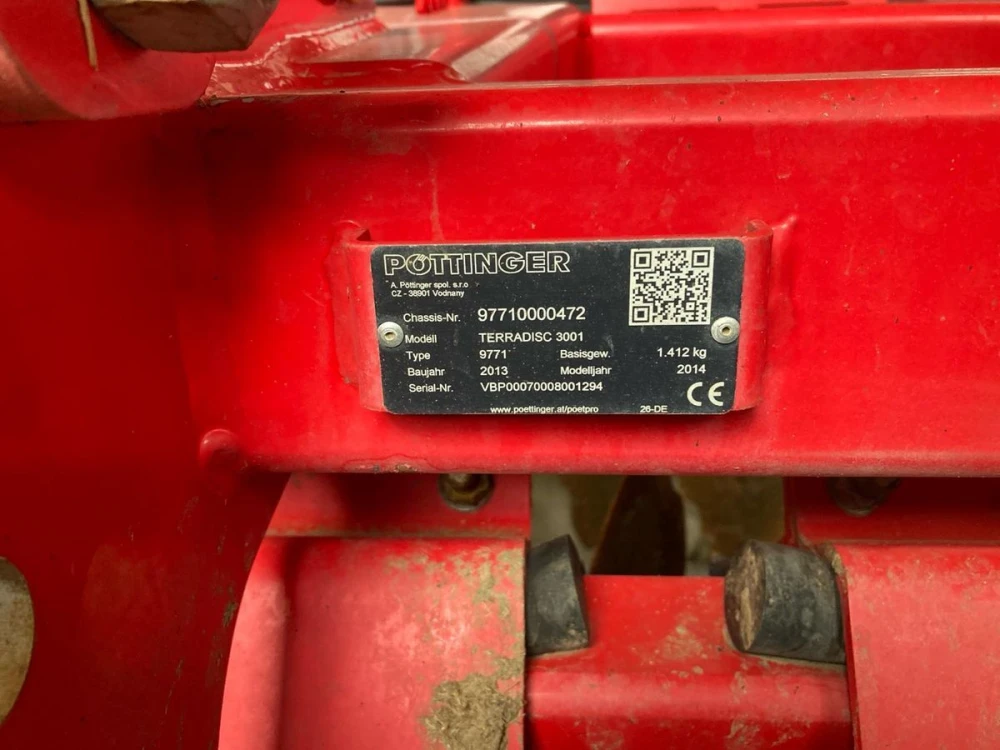 PÖTTINGER
A. Pöttinger spol. s.r.o
CZ - 38901 Vodnany
Chassis-Nr. 97710000472
Modell TERRADISC 3001
Type 9771 Basisgew. 1.412 kg
Baujahr 2013 Modelljahr 2014
Serial-Nr. VBP00070008001294
CE
www.poettinger.at/poetpro 26-DE